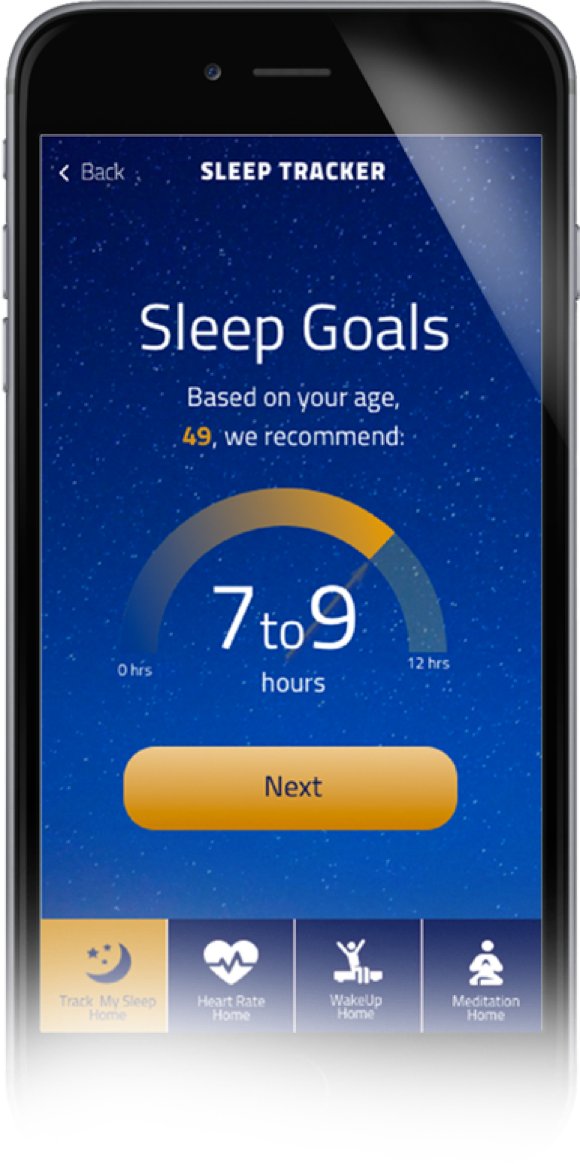 Back
SLEEP TRACKER
Sleep Goals
Based on your age,
49, we recommend:
7 to 9
hours
0 hrs
12 hrs
Next
Track My Sleep
Home
Heart Rate
Home
WakeUp
Home
Meditation
Home